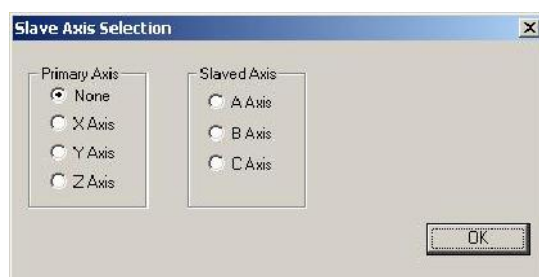 Slave Axis Selection
Primary Axis
None
X Axis
Y Axis
Z Axis
Slaved Axis
A Axis
B Axis
C Axis
OK